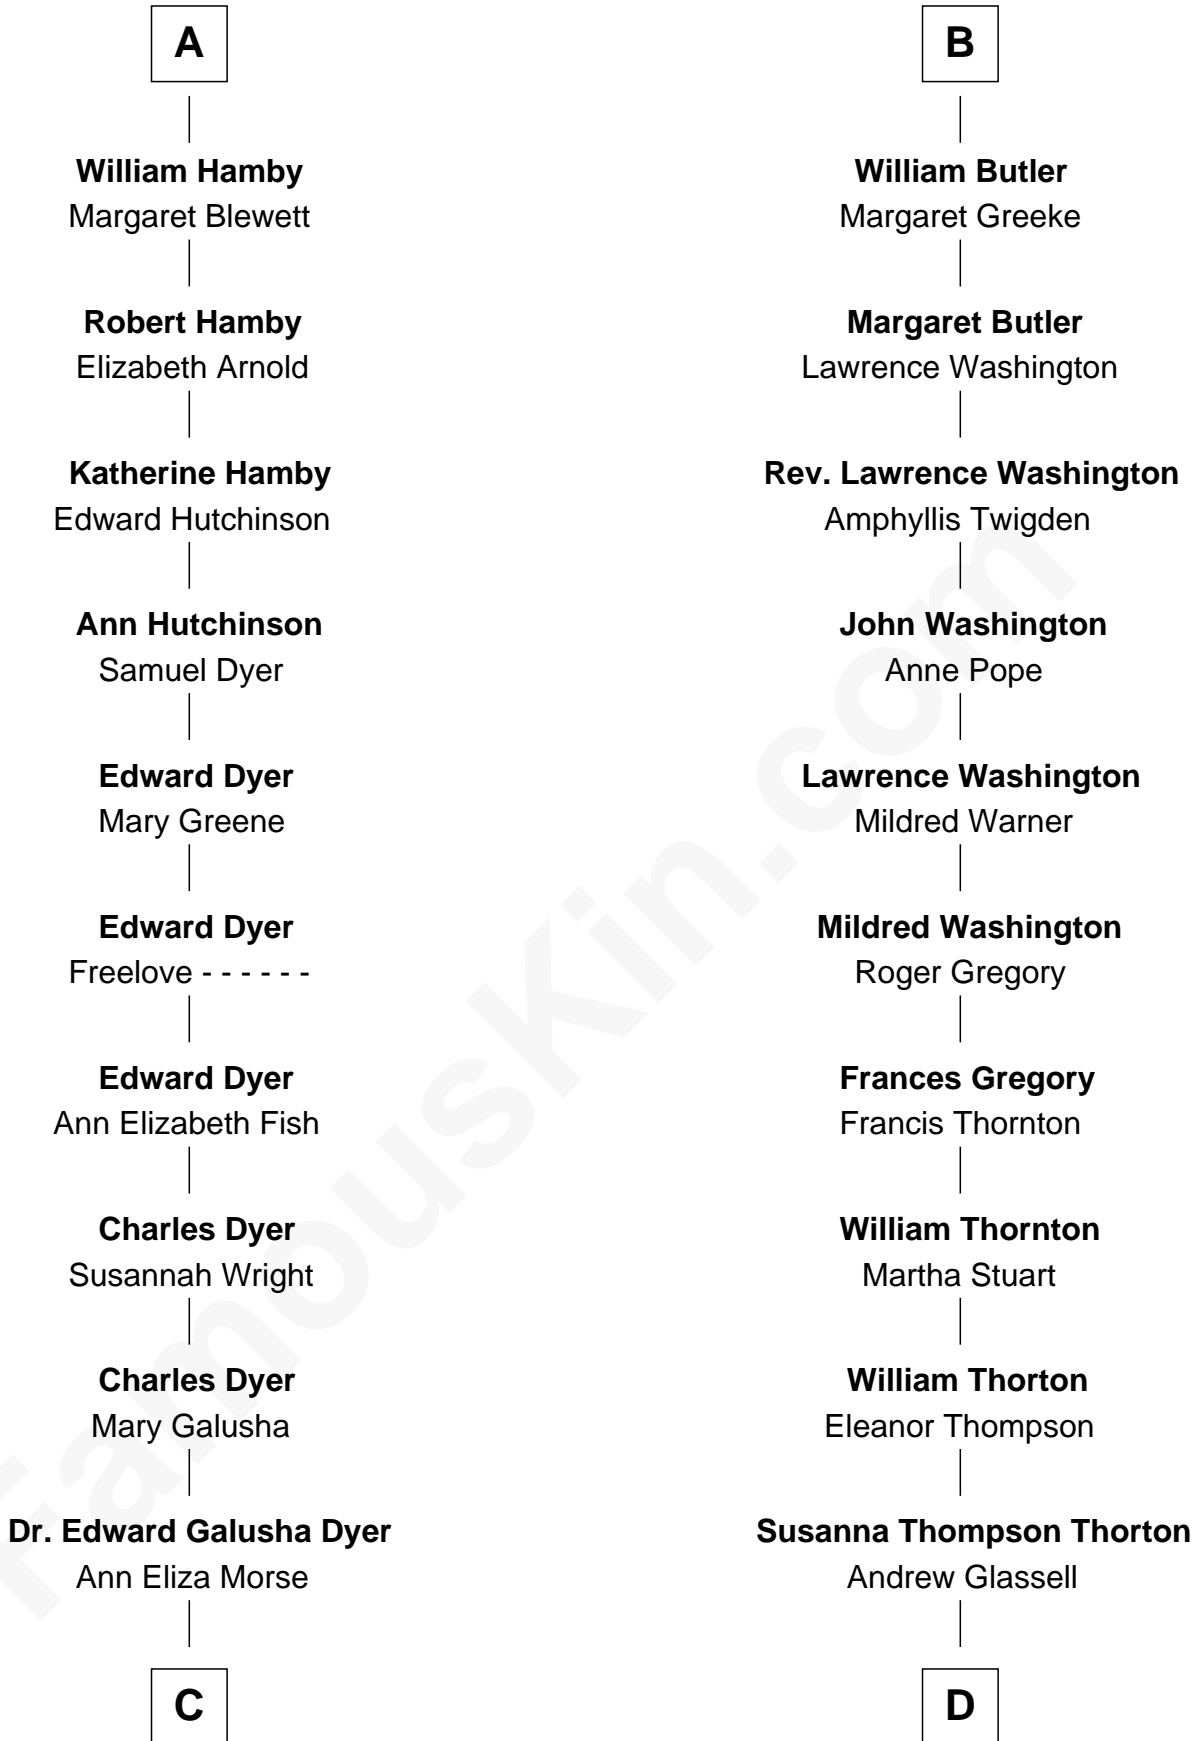 A
William Hamby
Margaret Blewett
Robert Hamby
Elizabeth Arnold
Katherine Hamby
Edward Hutchinson
Ann Hutchinson
Samuel Dyer
Edward Dyer
Mary Greene
Edward Dyer
Freelove - - - - - -
Edward Dyer
Ann Elizabeth Fish
Charles Dyer
Susannah Wright
Charles Dyer
Mary Galusha
Dr. Edward Galusha Dyer
Ann Eliza Morse
C
B
William Butler
Margaret Greeke
Margaret Butler
Lawrence Washington
Rev. Lawrence Washington
Amphyllis Twigden
John Washington
Anne Pope
Lawrence Washington
Mildred Warner
Mildred Washington
Roger Gregory
Frances Gregory
Francis Thornton
William Thornton
Martha Stuart
William Thorton
Eleanor Thompson
Susanna Thompson Thorton
Andrew Glassell
D
FamousKin.com